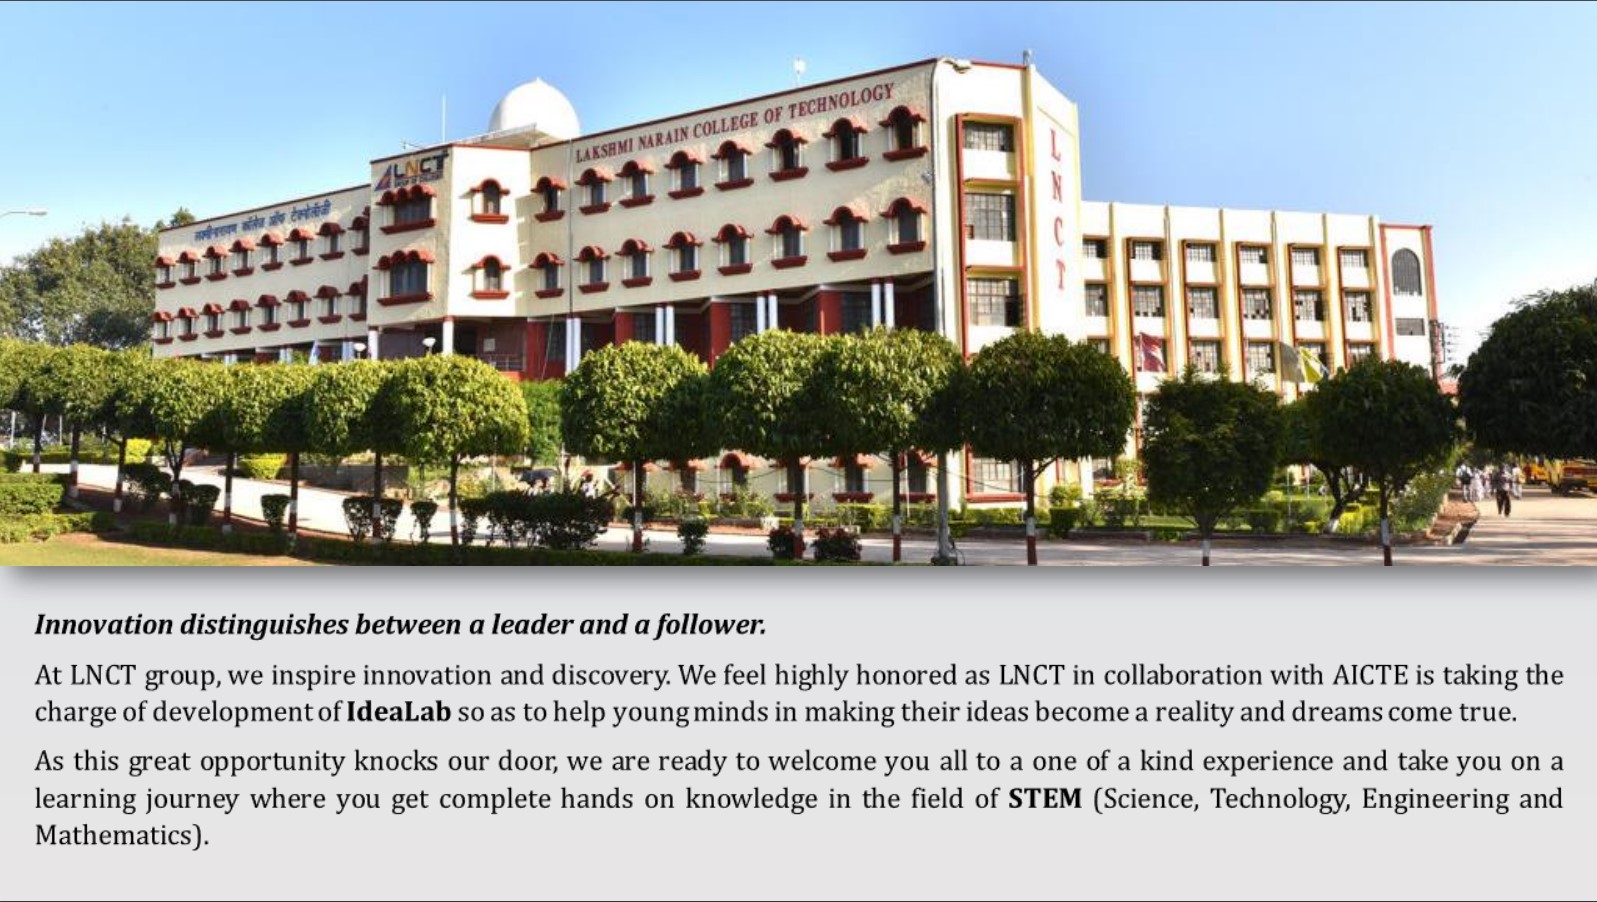 LAKSHMI NARAIN COLLEGE OF TECHNOLOGY
LNCT
GROUP OF COLLEGES
लक्ष्मीनारायण कॉलेज ऑफ टेक्नोलॉजी
LNCT
Innovation distinguishes between a leader and a follower.
At LNCT group, we inspire innovation and discovery. We feel highly honored as LNCT in collaboration with AICTE is taking the
charge of development of IdeaLab so as to help young minds in making their ideas become a reality and dreams come true.
As this great opportunity knocks our door, we are ready to welcome you all to a one of a kind experience and take you on a
learning journey where you get complete hands on knowledge in the field of STEM (Science, Technology, Engineering and
Mathematics).